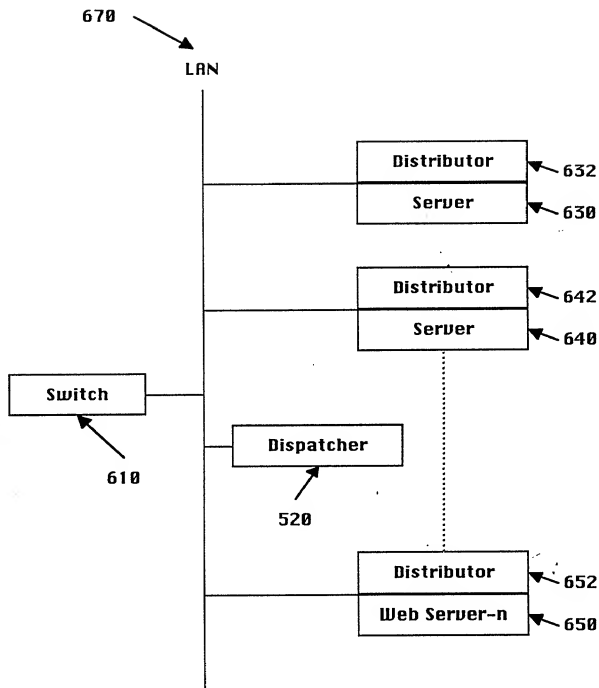 670
LAN
Distributor
632
Server
630
Distributor
642
Server
640
Switch
610
Dispatcher
520
Distributor
652
Web Server-n
650